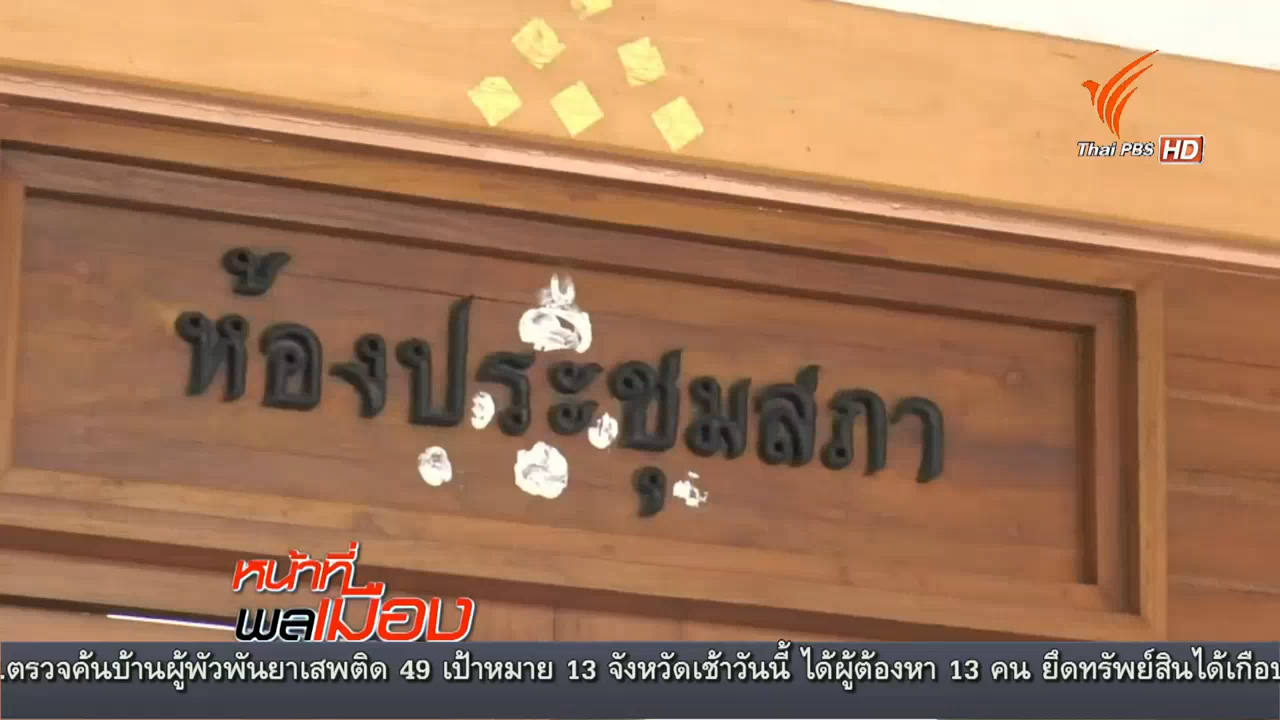 Thai PBS HD
ห้องประชุมสภา
หน้าที่
พลเมือง
.ตรวจค้นบ้านผู้พัวพันยาเสพติด 49 เป้าหมาย 13 จังหวัดเช้าวันนี้ ได้ผู้ต้องหา 13 คน ยึดทรัพย์สินได้เกือบ